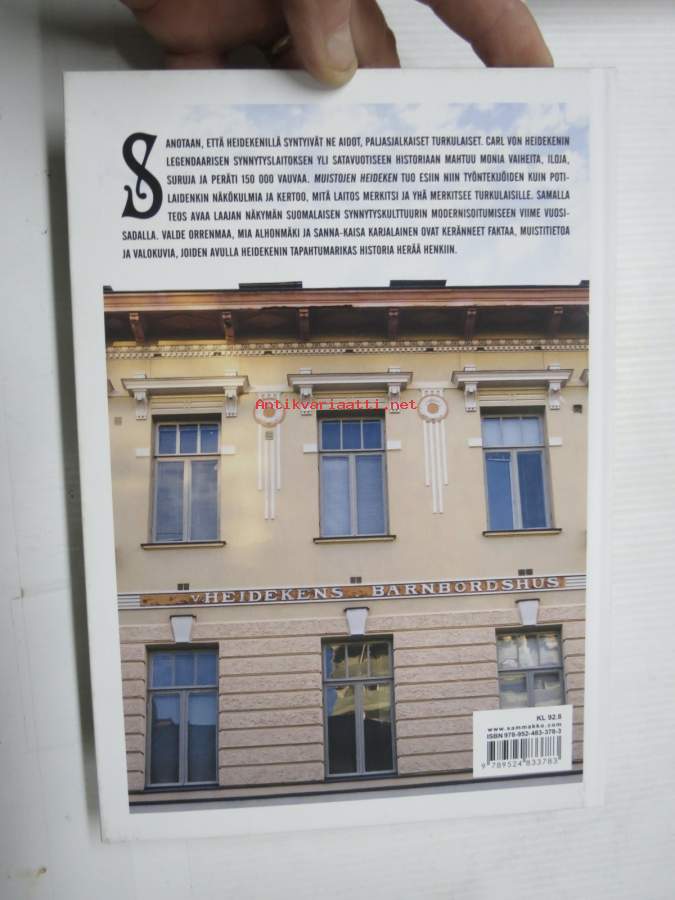 SANOTAAN, ETTÄ HEIDEKENILLÄ SYNTYIVÄT NE AIDOT, PALJASJALKAISET TURKULAISET. CARL VON HEIDEKENIN
LEGENDAARISEN SYNNYTYSLAITOKSEN YLI SATAVUOTISEEN HISTORIAAN MAHTUU MONIA VAIHEITA, ILOJA,
SURUJA JA PERÄTI 150 000 VAUVAA. MUISTOJEN HEIDEKEN TUO ESIIN NIIN TYÖNTEKIJÖIDEN KUIN POTI-
LAIDENKIN NÄKÖKULMIA JA KERTOO, MITÄ LAITOS MERKITSI JA YHÄ MERKITSEE TURKULAISILLE. SAMALLA
TEOS AVAA LAAJAN NÄKYMÄN SUOMALAISEN SYNNYTYSKULTTUURIN MODERNISOITUMISEEN VIIME VUOSI-
SADALLA. VALDE ORRENMAA, MIA ALHONMÄKI JA SANNA-KAISA KARJALAINEN OVAT KERÄNNEET FAKTAA, MUISTITIETOA
JA VALOKUVIA, JOIDEN AVULLA HEIDEKENIN TAPAHTUMARIKAS HISTORIA HERÄÄ HENKIIN.
Antikvariaatti.net
v.HEIDEKENS BARNBORDSHUS
KL 92.8
www.sammakko.com
ISBN 978-952-483-378-3
9 789524 833783